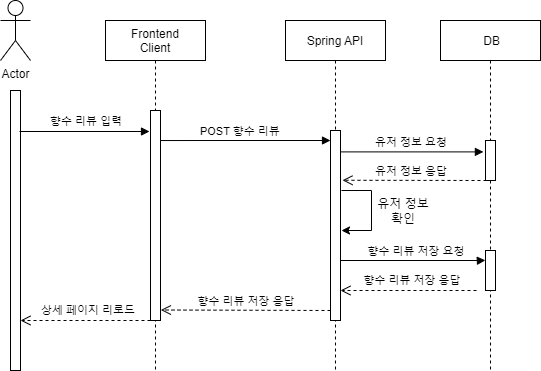 Frontend
Client
Spring API
DB
Actor
향수 리뷰 입력
POST 향수 리뷰
유저 정보 요청
유저 정보 응답
유저 정보
확인
향수 리뷰 저장 요청
향수 리뷰 저장 응답
향수 리뷰 저장 응답
상세 페이지 리로드